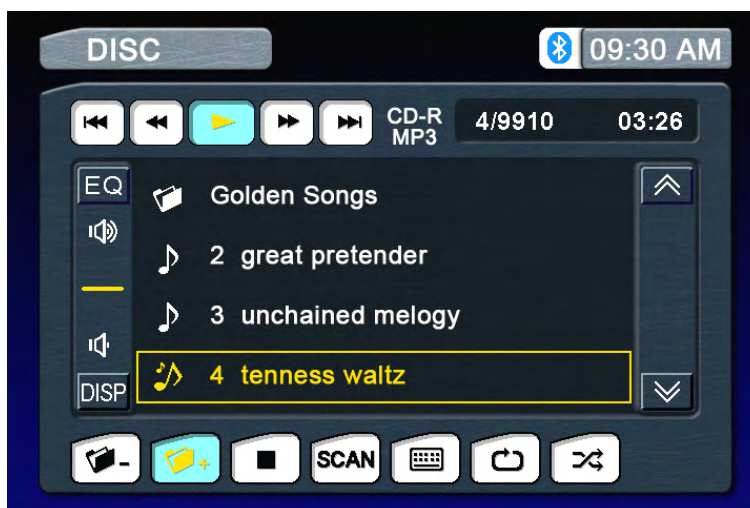 DISC
09:30 AM
CD-R
MP3
4/9910
03:26
EQ
Golden Songs
2 great pretender
3 unchained melogy
4 tenness waltz
DISP
-
+
SCAN